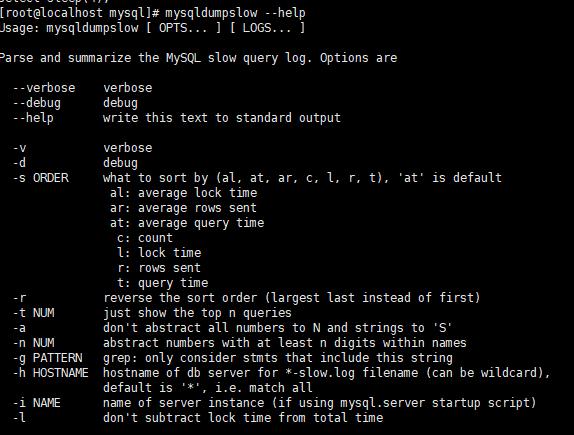 [root@localhost mysql]# mysqldumpslow --help
Usage: mysqldumpslow [ OPTS... ] [ LOGS... ]

Parse and summarize the MySQL slow query log. Options are

  --verbose    verbose
  --debug      debug
  --help       write this text to standard output

  -v           verbose
  -d           debug
  -s ORDER     what to sort by (al, at, ar, c, l, r, t), 'at' is default
                al: average lock time
                ar: average rows sent
                at: average query time
                 c: count
                 l: lock time
                 r: rows sent
                 t: query time
  -r           reverse the sort order (largest last instead of first)
  -t NUM       just show the top n queries
  -a           don't abstract all numbers to N and strings to 'S'
  -n NUM       abstract numbers with at least n digits within names
  -g PATTERN   grep: only consider stmts that include this string
  -h HOSTNAME  hostname of db server for *-slow.log filename (can be wildcard),
               default is '*', i.e. match all
  -i NAME      name of server instance (if using mysql.server startup script)
  -l           don't subtract lock time from total time